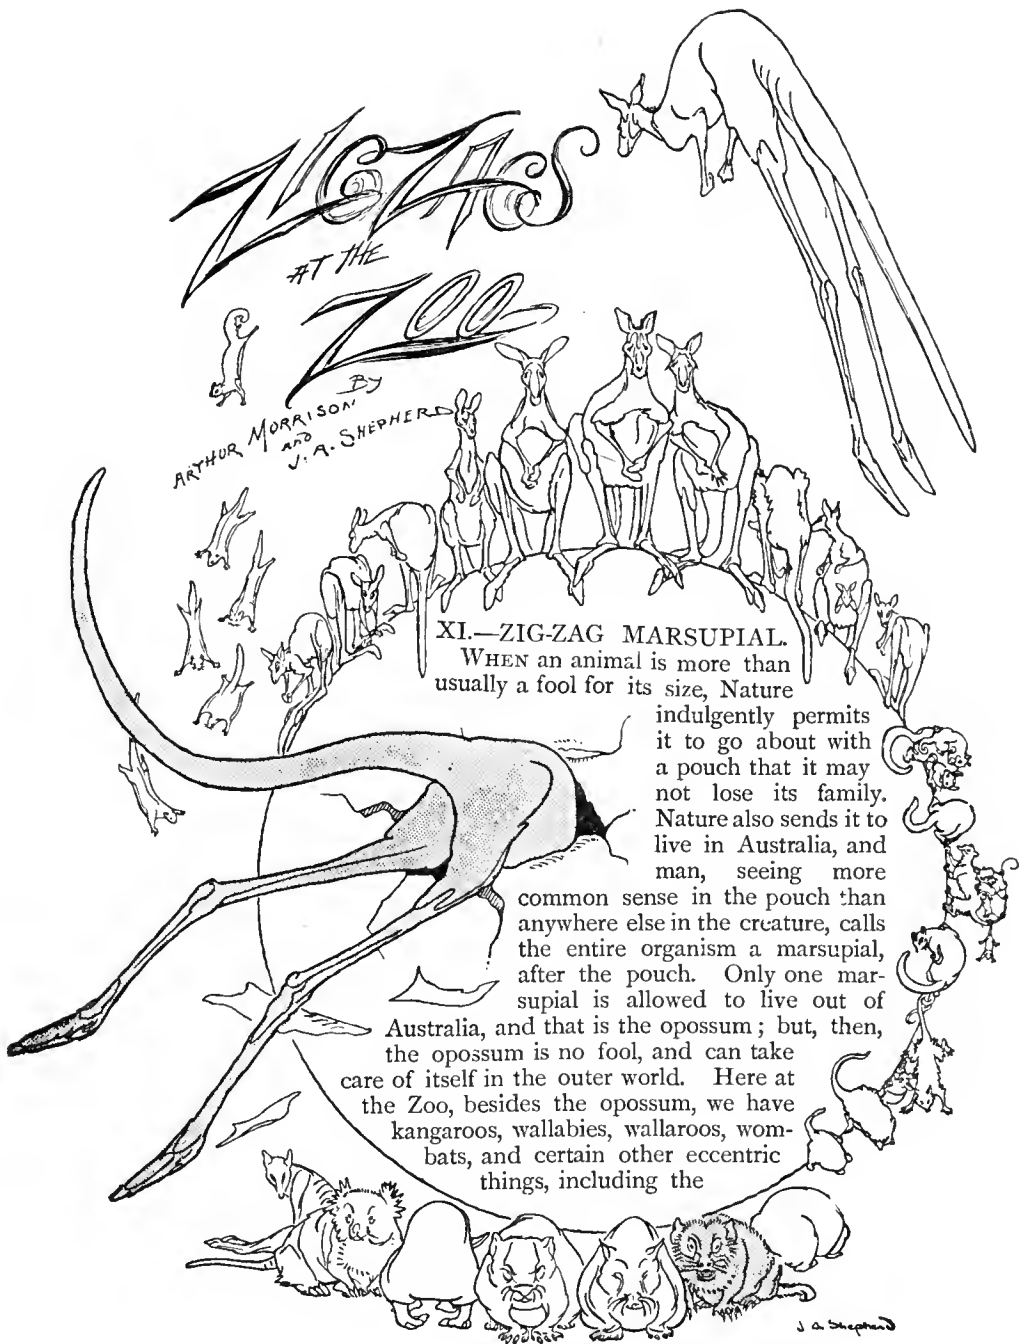 ZIG ZAGS
AT THE
ZOO
BY
ARTHUR MORRISON
AND
J. A. SHEPHERD
XI.—ZIG-ZAG MARSUPIAL.
WHEN an animal is more than
usually a fool for its size, Nature
indulgently permits
it to go about with
a pouch that it may
not lose its family.
Nature also sends it to
live in Australia, and
man, seeing more
common sense in the pouch than
anywhere else in the creature, calls
the entire organism a marsupial,
after the pouch. Only one mar-
supial is allowed to live out of
Australia, and that is the opossum; but, then,
the opossum is no fool, and can take
care of itself in the outer world. Here at
the Zoo, besides the opossum, we have
kangaroos, wallabies, wallaroos, wom-
bats, and certain other eccentric
things, including the
J A Shepherd